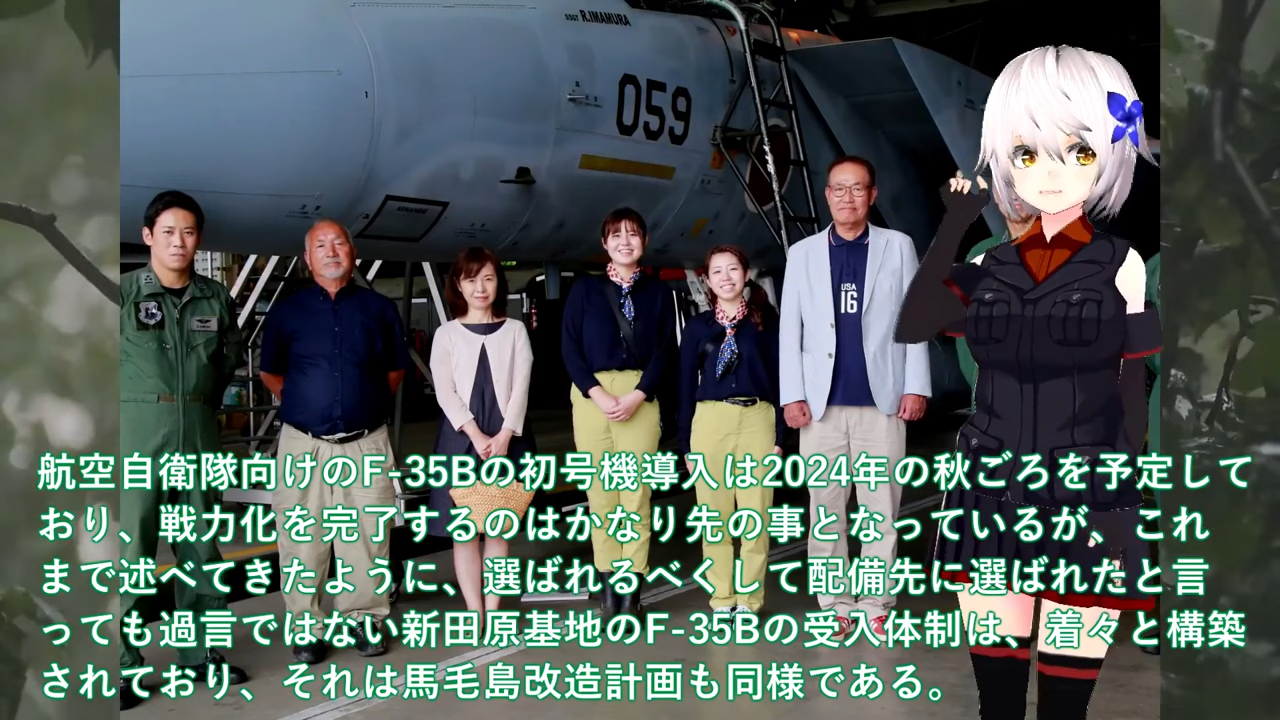 SSGT R.IMAMURA
059
USA
16
航空自衛隊向けのF-35Bの初号機導入は2024年の秋ごろを予定して
おり、戦力化を完了するのはかなり先の事となっているが、これ
まで述べてきたように、選ばれるべくして配備先に選ばれたと言
っても過言ではない新田原基地のF-35Bの受入体制は、着々と構築
されており、それは馬毛島改造計画も同様である。